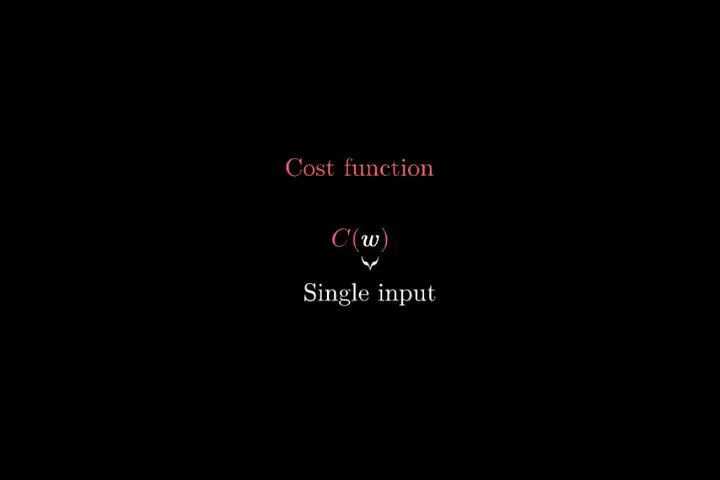 Cost function
C(w)
Single input